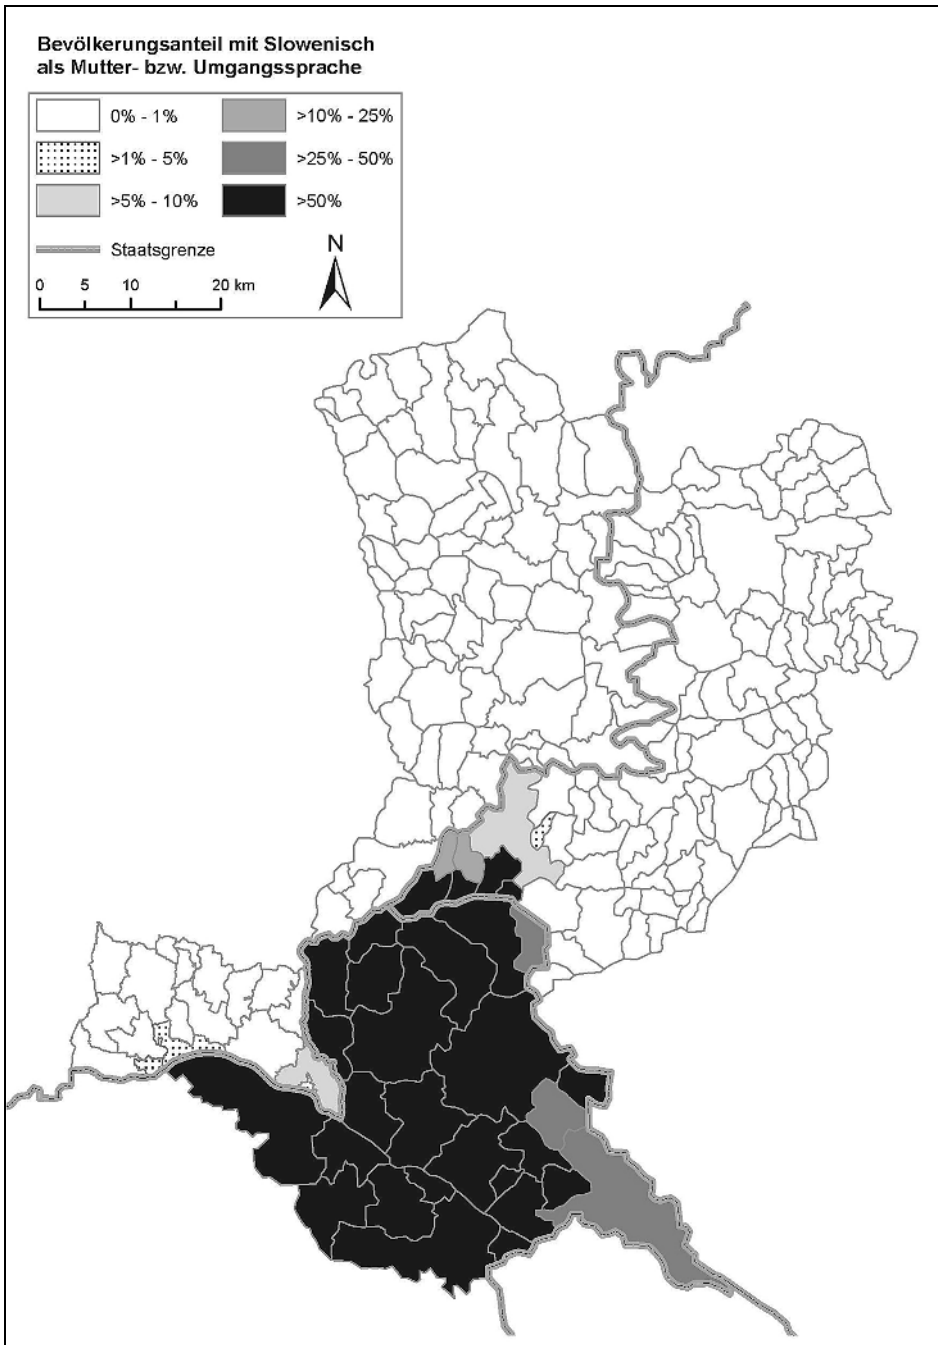 Bevölkerungsanteil mit Slowenisch
als Mutter- bzw. Umgangssprache
0% - 1%
>10% - 25%
>1% - 5%
>25% - 50%
>5% - 10%
>50%
Staatsgrenze
N
0 5 10 20 km